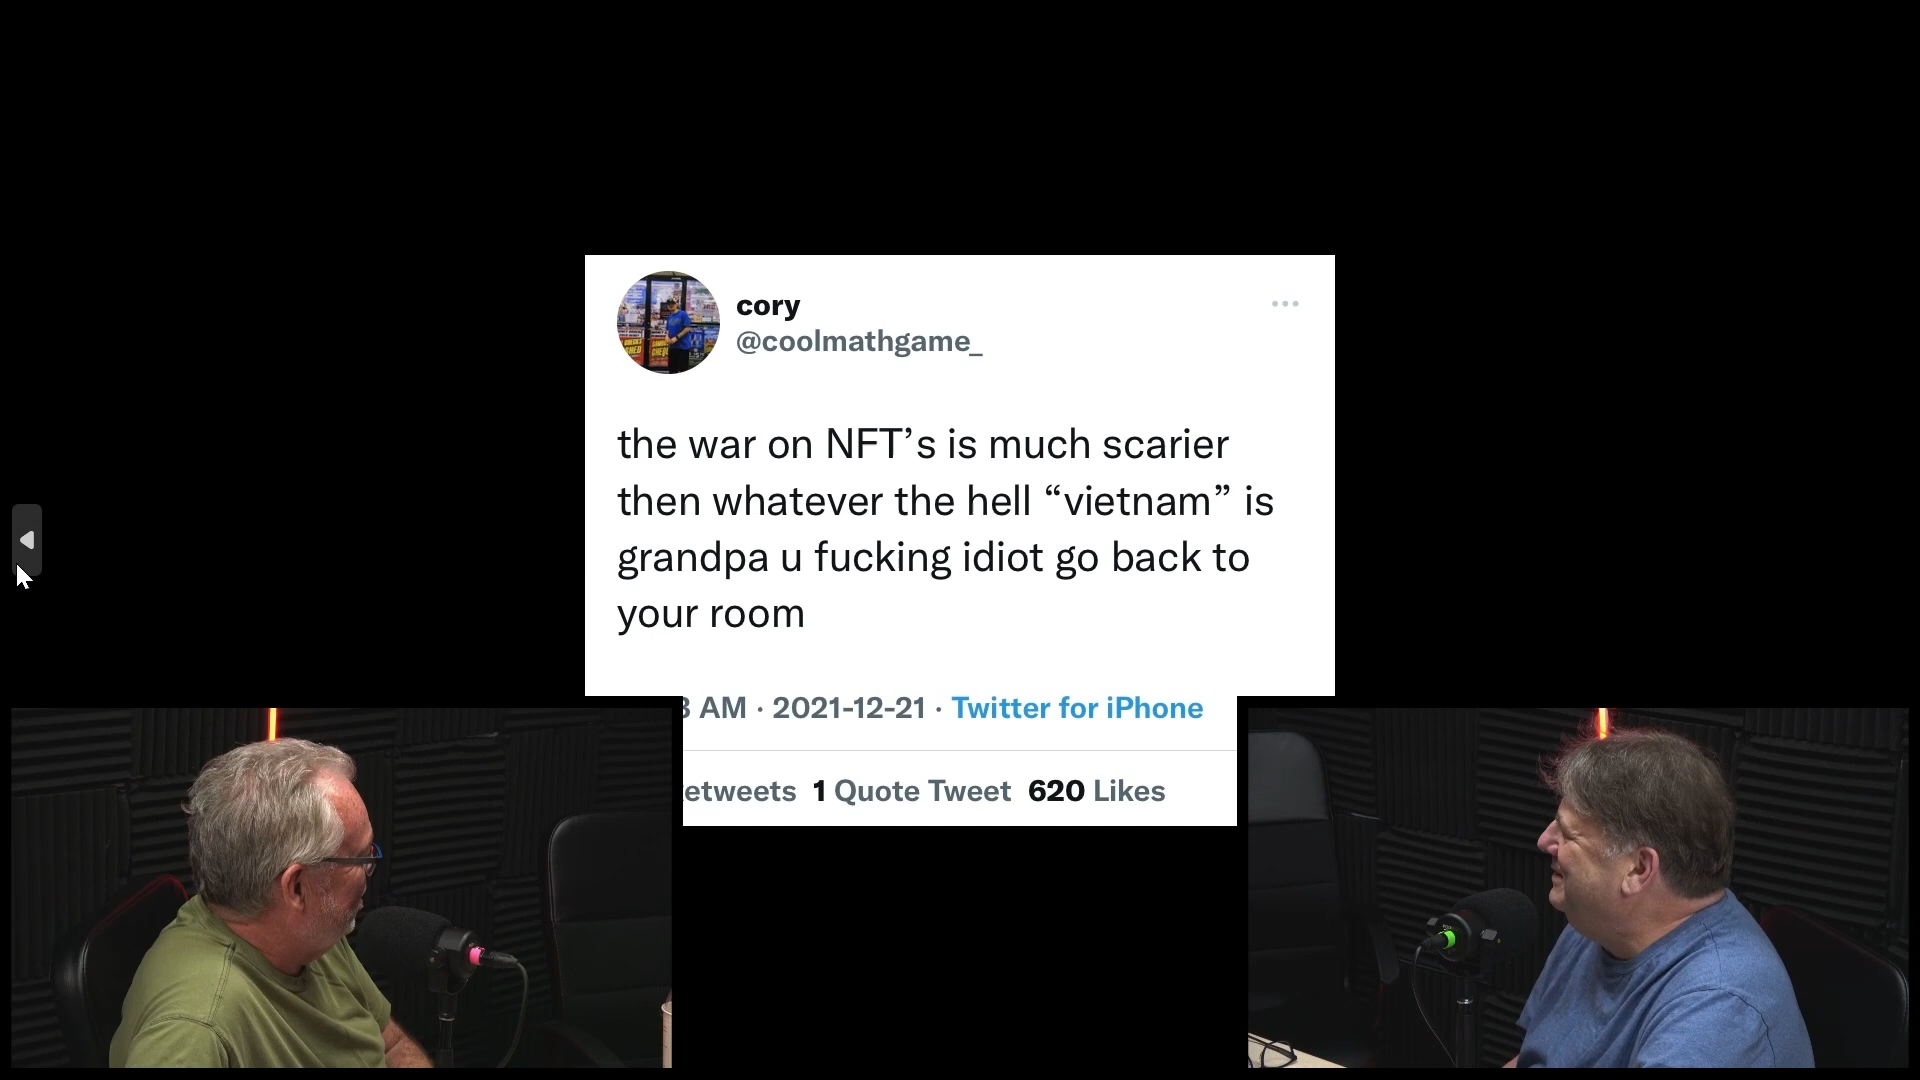 cory
@coolmathgame_
the war on NFT’s is much scarier
then whatever the hell “vietnam” is
grandpa u fucking idiot go back to
your room
AM · 2021-12-21 · Twitter for iPhone
etweets 1 Quote Tweet 620 Likes